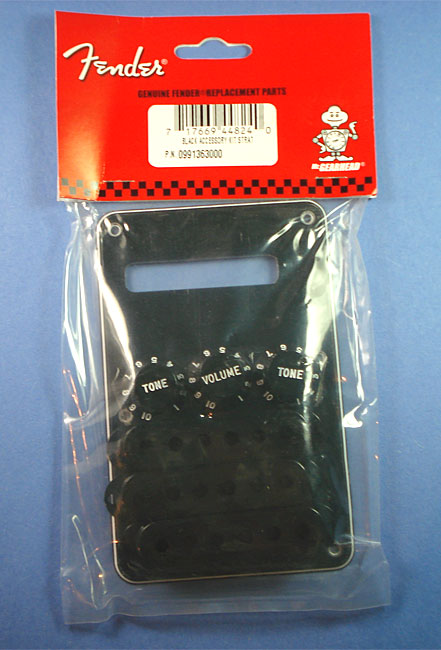 Fender®
GENUINE FENDER® REPLACEMENT PARTS
7 17669 44824 0
BLACK ACCESSORY KIT STRAT
P/N 0991363000
Mr. GEARHEAD
TONE
VOLUME
TONE